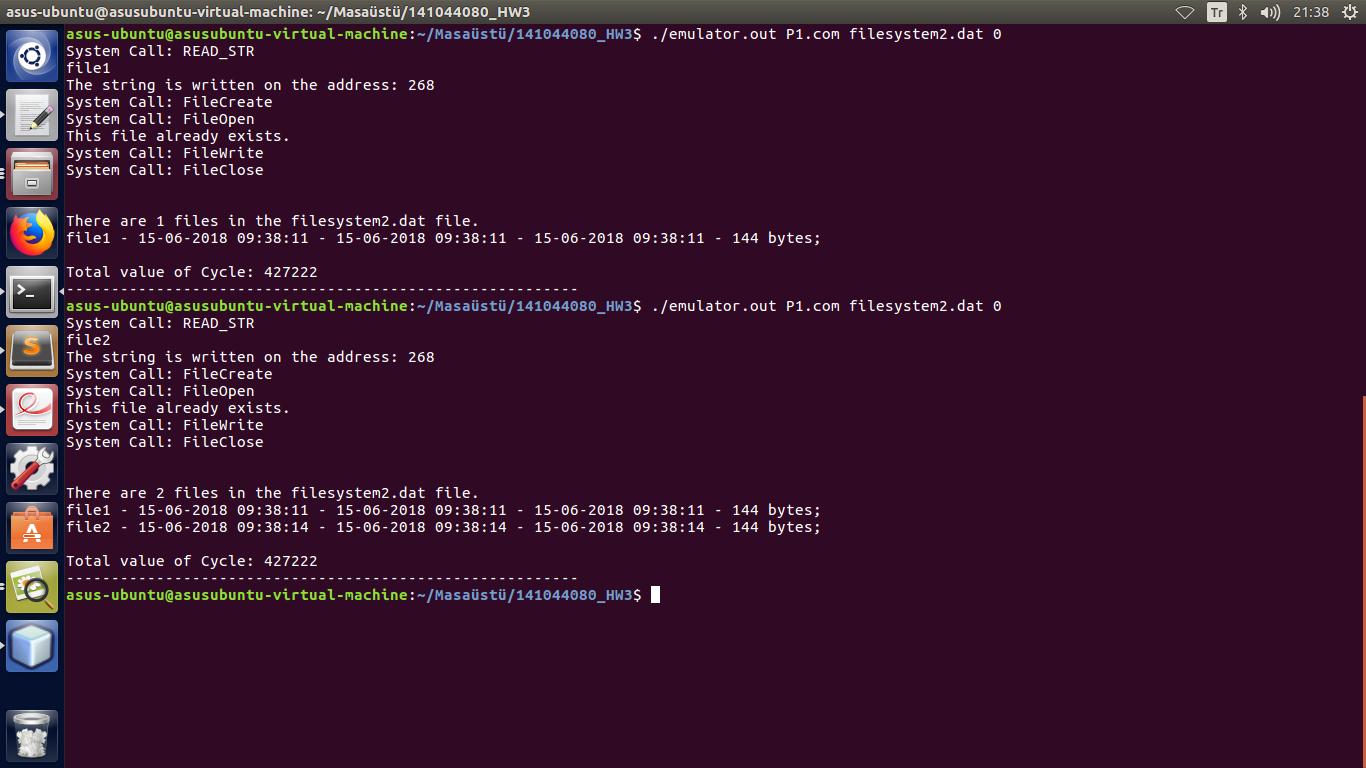 asus-ubuntu@asusubuntu-virtual-machine: ~/Masaüstü/141044080_HW3
Tr
21:38
asus-ubuntu@asusubuntu-virtual-machine:~/Masaüstü/141044080_HW3$ ./emulator.out P1.com filesystem2.dat 0
System Call: READ_STR
file1
The string is written on the address: 268
System Call: FileCreate
System Call: FileOpen
This file already exists.
System Call: FileWrite
System Call: FileClose
There are 1 files in the filesystem2.dat file.
file1 - 15-06-2018 09:38:11 - 15-06-2018 09:38:11 - 15-06-2018 09:38:11 - 144 bytes;
Total value of Cycle: 427222
---------------------------------------------------------
asus-ubuntu@asusubuntu-virtual-machine:~/Masaüstü/141044080_HW3$ ./emulator.out P1.com filesystem2.dat 0
System Call: READ_STR
file2
The string is written on the address: 268
System Call: FileCreate
System Call: FileOpen
This file already exists.
System Call: FileWrite
System Call: FileClose
There are 2 files in the filesystem2.dat file.
file1 - 15-06-2018 09:38:11 - 15-06-2018 09:38:11 - 15-06-2018 09:38:11 - 144 bytes;
file2 - 15-06-2018 09:38:14 - 15-06-2018 09:38:14 - 15-06-2018 09:38:14 - 144 bytes;
Total value of Cycle: 427222
---------------------------------------------------------
asus-ubuntu@asusubuntu-virtual-machine:~/Masaüstü/141044080_HW3$